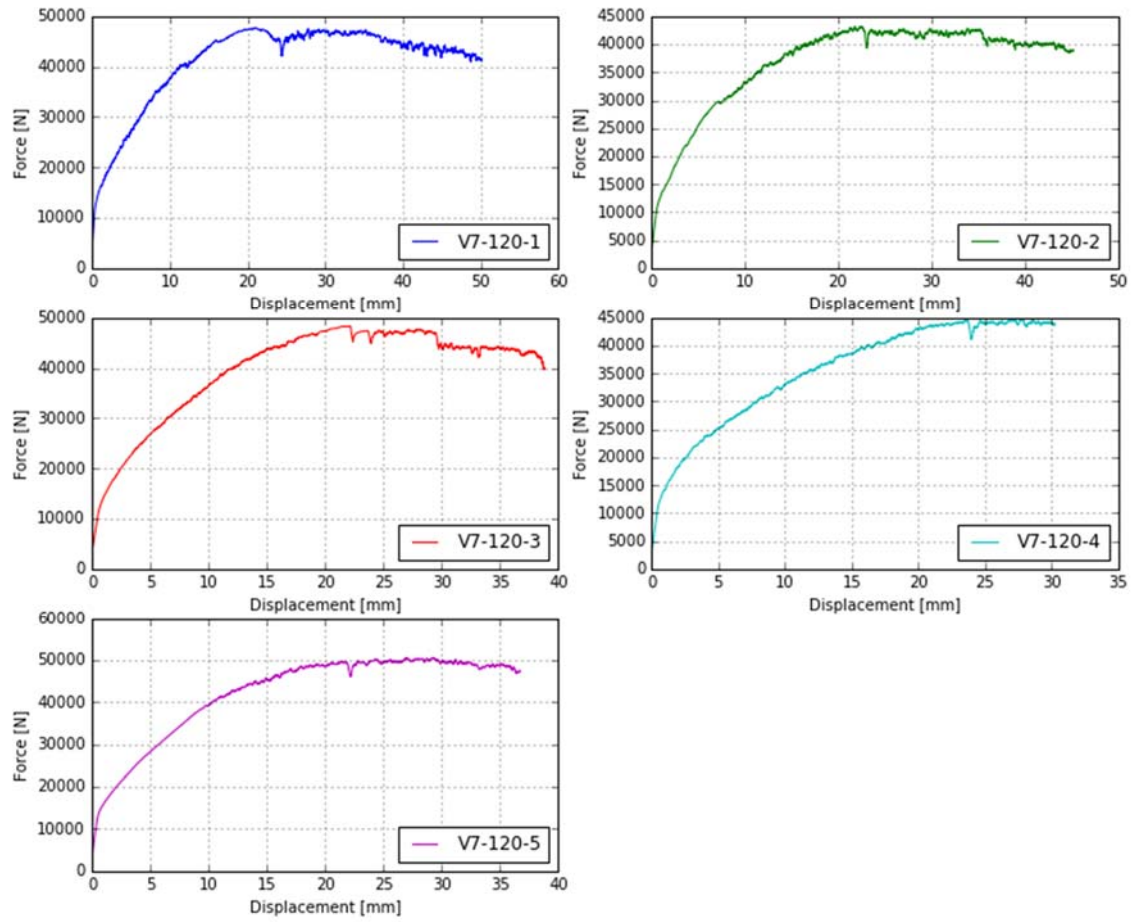 50000
40000
30000
20000
10000
0
Force [N]
V7-120-1
0 10 20 30 40 50 60
Displacement [mm]
45000
40000
35000
30000
25000
20000
15000
10000
5000
0
Force [N]
V7-120-2
0 10 20 30 40 50
Displacement [mm]
50000
40000
30000
20000
10000
0
Force [N]
V7-120-3
0 5 10 15 20 25 30 35 40
Displacement [mm]
45000
40000
35000
30000
25000
20000
15000
10000
5000
0
Force [N]
V7-120-4
0 5 10 15 20 25 30 35
Displacement [mm]
60000
50000
40000
30000
20000
10000
0
Force [N]
V7-120-5
0 5 10 15 20 25 30 35 40
Displacement [mm]